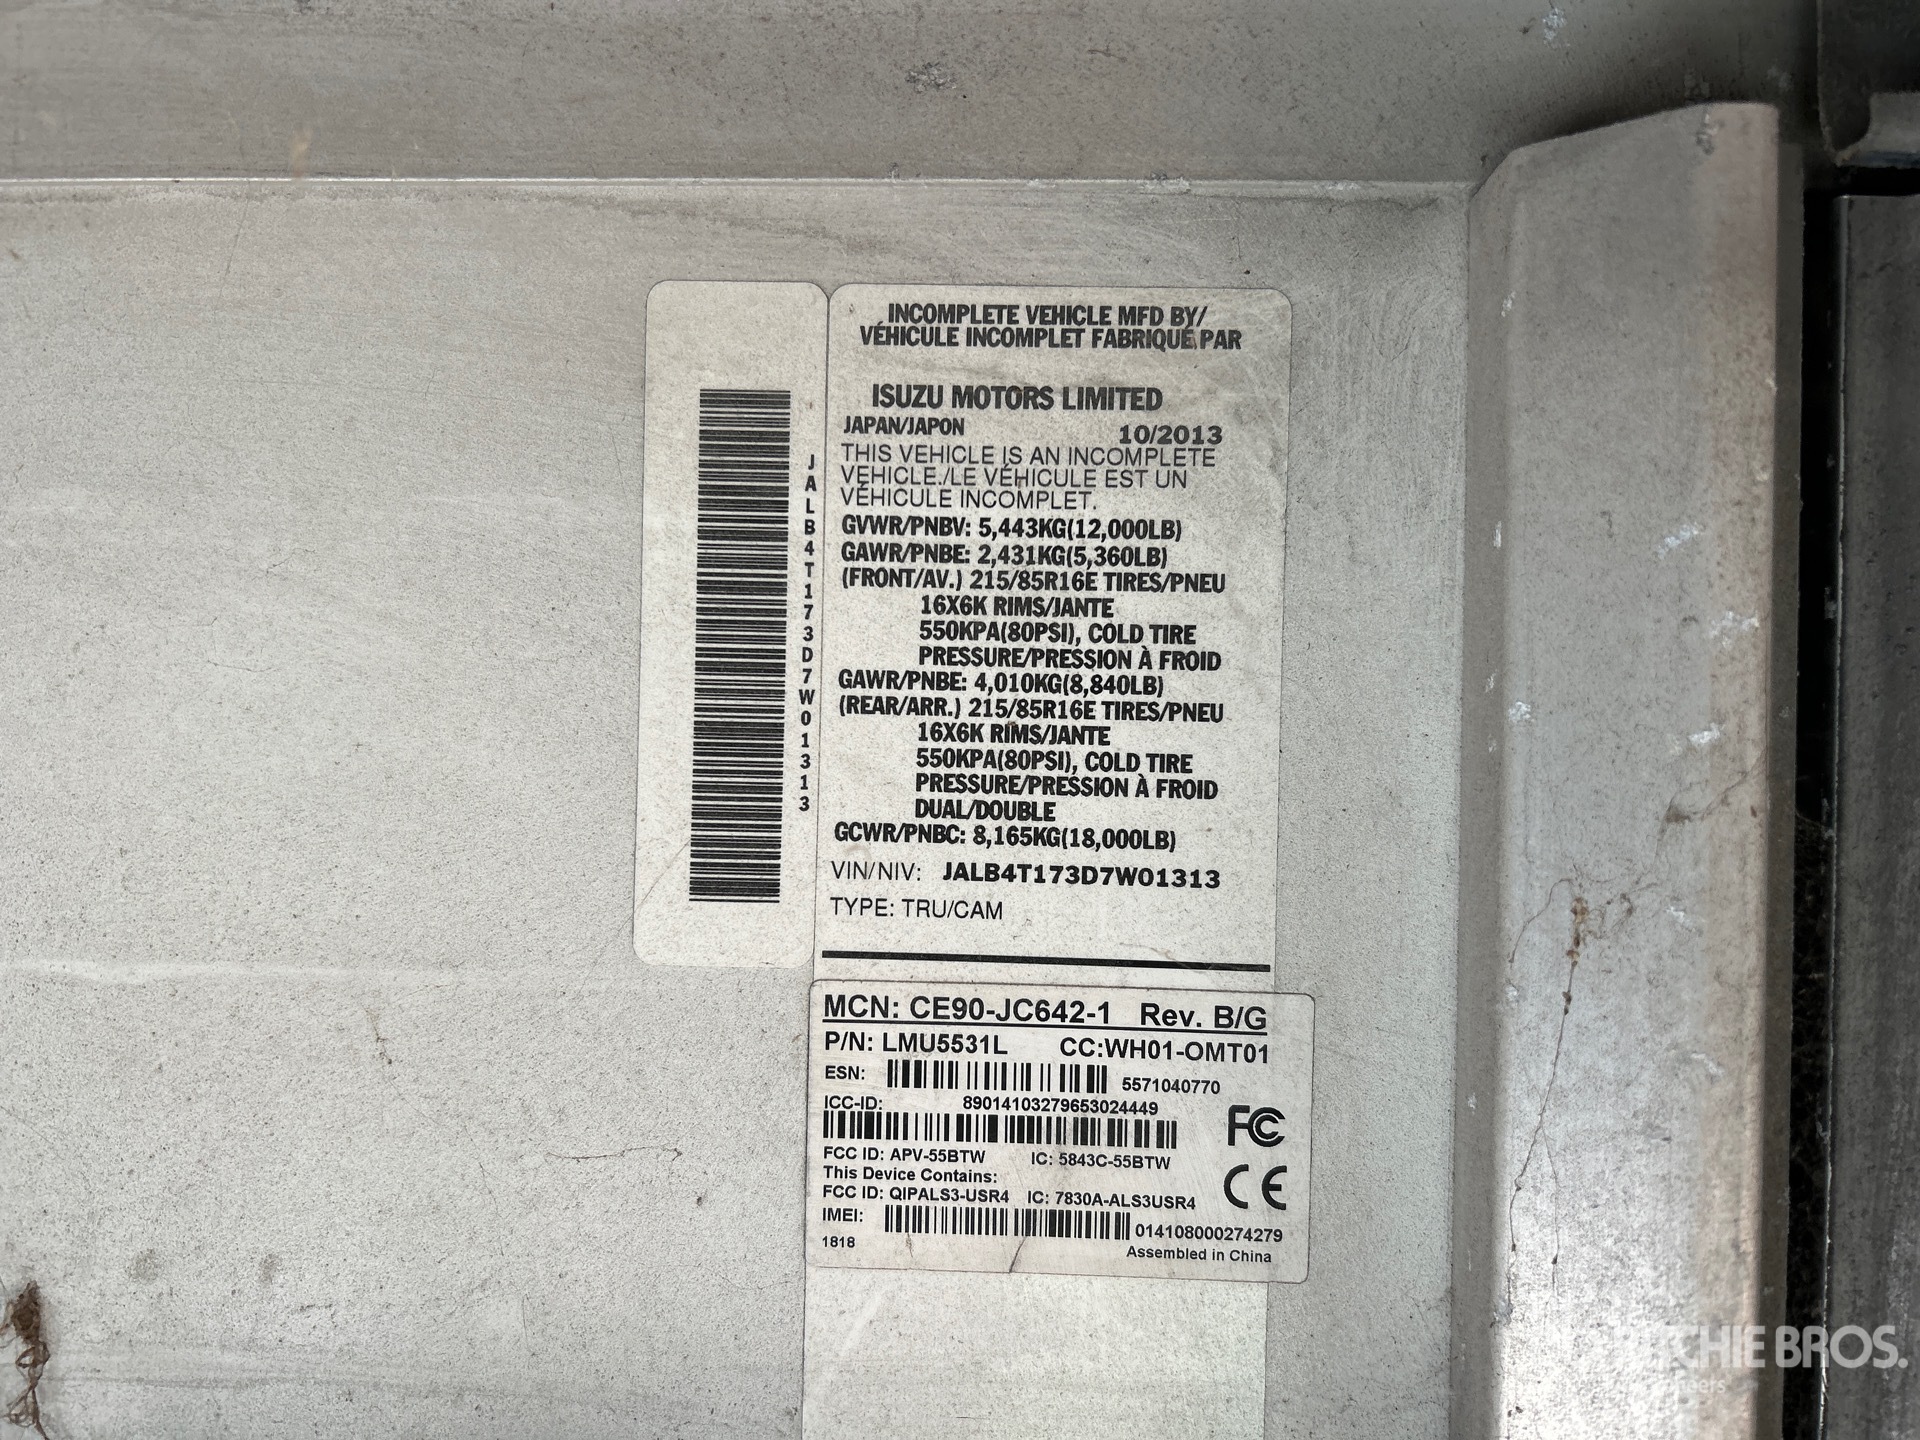 INCOMPLETE VEHICLE MFD BY/
VÉHICULE INCOMPLET FABRIQUÉ PAR
ISUZU MOTORS LIMITED
JAPAN/JAPON 10/2013
THIS VEHICLE IS AN INCOMPLETE
VEHICLE./LE VÉHICULE EST UN
VÉHICULE INCOMPLET.
GVWR/PNBV: 5,443KG(12,000LB)
GAWR/PNBE: 2,431KG(5,360LB)
(FRONT/AV.) 215/85R16E TIRES/PNEU
16X6K RIMS/JANTE
550KPA(80PSI), COLD TIRE
PRESSURE/PRESSION À FROID
GAWR/PNBE: 4,010KG(8,840LB)
(REAR/ARR.) 215/85R16E TIRES/PNEU
16X6K RIMS/JANTE
550KPA(80PSI), COLD TIRE
PRESSURE/PRESSION À FROID
DUAL/DOUBLE
GCWR/PNBC: 8,165KG(18,000LB)
VIN/NIV: JALB4T173D7W01313
TYPE: TRU/CAM
JALB4T173D7W01313
MCN: CE90-JC642-1 Rev. B/G
P/N: LMU5531L CC:WH01-OMT01
ESN: 5571040770
ICC-ID: 89014103279653024449
FCC ID: APV-55BTW IC: 5843C-55BTW
This Device Contains:
FCC ID: QIPALS3-USR4 IC: 7830A-ALS3USR4
IMEI: 014108000274279
1818 Assembled in China
FC
CE
RITCHIE BROS.